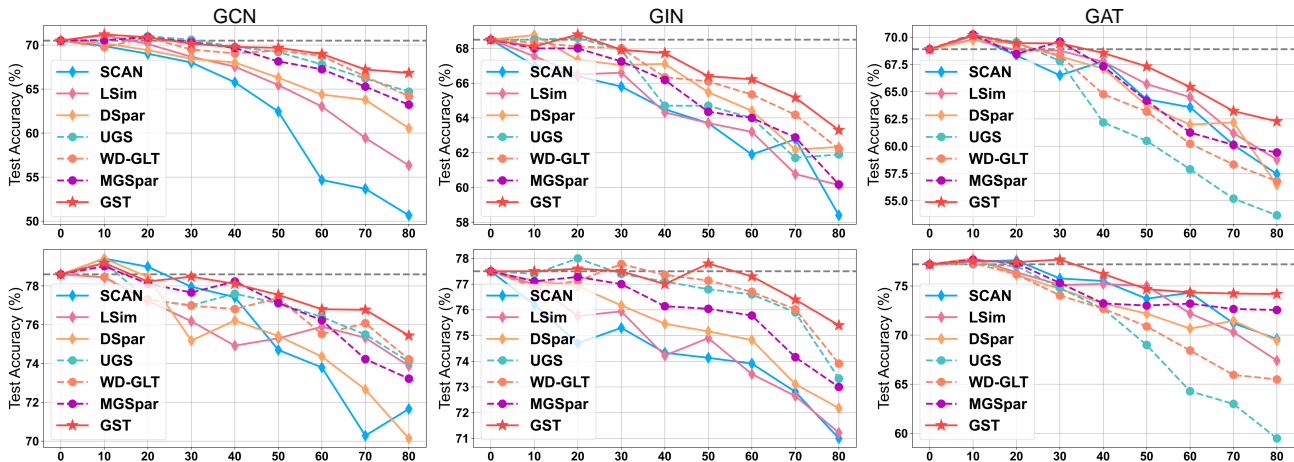 GCN
GIN
GAT
Test Accuracy (%)
70
65
60
55
50
SCAN
LSim
DSpar
UGS
WD-GLT
MGSpar
GST
0 10 20 30 40 50 60 70 80
Test Accuracy (%)
68
66
64
62
60
58
SCAN
LSim
DSpar
UGS
WD-GLT
MGSpar
GST
0 10 20 30 40 50 60 70 80
Test Accuracy (%)
70.0
67.5
65.0
62.5
60.0
57.5
55.0
SCAN
LSim
DSpar
UGS
WD-GLT
MGSpar
GST
0 10 20 30 40 50 60 70 80
Test Accuracy (%)
78
76
74
72
70
SCAN
LSim
DSpar
UGS
WD-GLT
MGSpar
GST
0 10 20 30 40 50 60 70 80
Test Accuracy (%)
78
77
76
75
74
73
72
71
SCAN
LSim
DSpar
UGS
WD-GLT
MGSpar
GST
0 10 20 30 40 50 60 70 80
Test Accuracy (%)
75
70
65
60
SCAN
LSim
DSpar
UGS
WD-GLT
MGSpar
GST
0 10 20 30 40 50 60 70 80